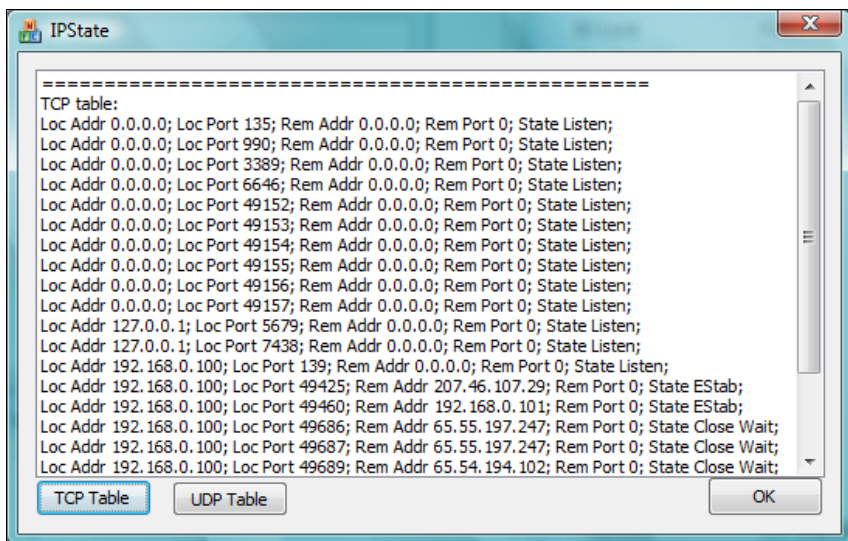 IPState
=================================================
TCP table:
Loc Addr 0.0.0.0; Loc Port 135; Rem Addr 0.0.0.0; Rem Port 0; State Listen;
Loc Addr 0.0.0.0; Loc Port 990; Rem Addr 0.0.0.0; Rem Port 0; State Listen;
Loc Addr 0.0.0.0; Loc Port 3389; Rem Addr 0.0.0.0; Rem Port 0; State Listen;
Loc Addr 0.0.0.0; Loc Port 6646; Rem Addr 0.0.0.0; Rem Port 0; State Listen;
Loc Addr 0.0.0.0; Loc Port 49152; Rem Addr 0.0.0.0; Rem Port 0; State Listen;
Loc Addr 0.0.0.0; Loc Port 49153; Rem Addr 0.0.0.0; Rem Port 0; State Listen;
Loc Addr 0.0.0.0; Loc Port 49154; Rem Addr 0.0.0.0; Rem Port 0; State Listen;
Loc Addr 0.0.0.0; Loc Port 49155; Rem Addr 0.0.0.0; Rem Port 0; State Listen;
Loc Addr 0.0.0.0; Loc Port 49156; Rem Addr 0.0.0.0; Rem Port 0; State Listen;
Loc Addr 0.0.0.0; Loc Port 49157; Rem Addr 0.0.0.0; Rem Port 0; State Listen;
Loc Addr 127.0.0.1; Loc Port 5679; Rem Addr 0.0.0.0; Rem Port 0; State Listen;
Loc Addr 127.0.0.1; Loc Port 7438; Rem Addr 0.0.0.0; Rem Port 0; State Listen;
Loc Addr 192.168.0.100; Loc Port 139; Rem Addr 0.0.0.0; Rem Port 0; State Listen;
Loc Addr 192.168.0.100; Loc Port 49425; Rem Addr 207.46.107.29; Rem Port 0; State EStab;
Loc Addr 192.168.0.100; Loc Port 49460; Rem Addr 192.168.0.101; Rem Port 0; State EStab;
Loc Addr 192.168.0.100; Loc Port 49686; Rem Addr 65.55.197.247; Rem Port 0; State Close Wait;
Loc Addr 192.168.0.100; Loc Port 49687; Rem Addr 65.55.197.247; Rem Port 0; State Close Wait;
Loc Addr 192.168.0.100; Loc Port 49689; Rem Addr 65.54.194.102; Rem Port 0; State Close Wait;
TCP Table UDP Table OK